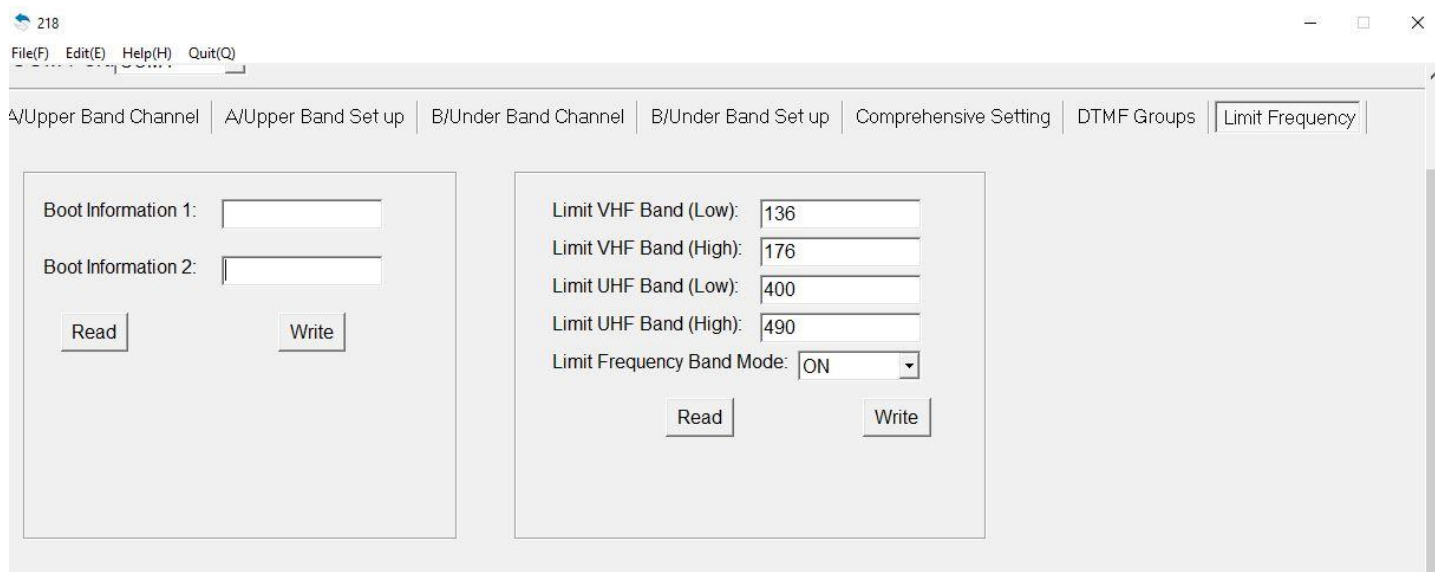 218
File(F) Edit(E) Help(H) Quit(Q)
A/Upper Band Channel A/Upper Band Set up B/Under Band Channel B/Under Band Set up Comprehensive Setting DTMF Groups Limit Frequency
Boot Information 1:
Boot Information 2:
Read Write
Limit VHF Band (Low): 136
Limit VHF Band (High): 176
Limit UHF Band (Low): 400
Limit UHF Band (High): 490
Limit Frequency Band Mode: ON
Read Write